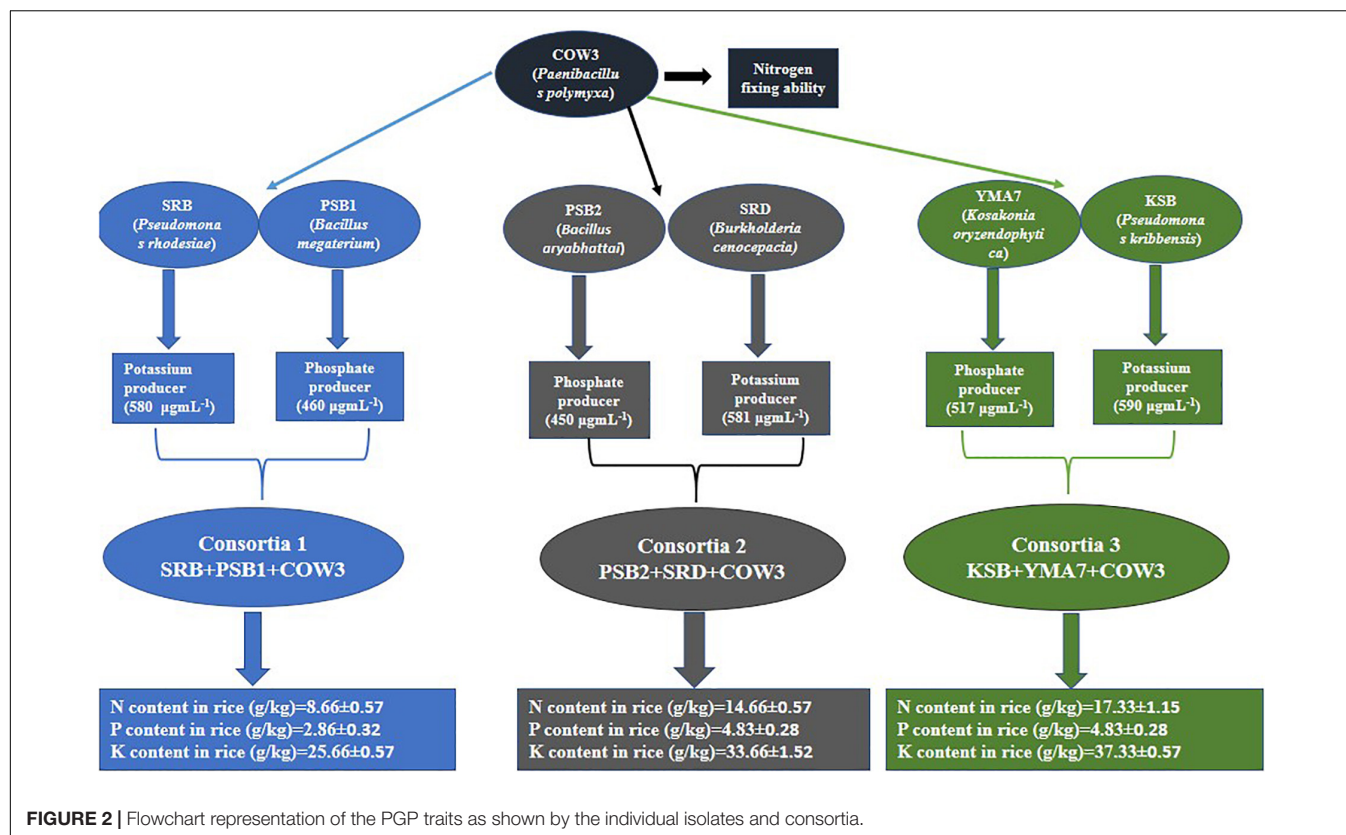 COW3
(Paenibacillu
s polymyxa)
Nitrogen
fixing ability
SRB
(Pseudomona
s rhodesiae)
PSB1
(Bacillus
megaterium)
PSB2
(Bacillus
aryabhattai)
SRD
(Burkholderia
cenocepacia)
YMA7
(Kosakonia
oryzendophyti
ca)
KSB
(Pseudomona
s kribbensis)
Potassium
producer
(580 µgmL⁻¹)
Phosphate
producer
(460 µgmL⁻¹)
Phosphate
producer
(450 µgmL⁻¹)
Potassium
producer
(581 µgmL⁻¹)
Phosphate
producer
(517 µgmL⁻¹)
Potassium
producer
(590 µgmL⁻¹)
Consortia 1
SRB+PSB1+COW3
Consortia 2
PSB2+SRD+COW3
Consortia 3
KSB+YMA7+COW3
N content in rice (g/kg)=8.66±0.57
P content in rice (g/kg)=2.86±0.32
K content in rice (g/kg)=25.66±0.57
N content in rice (g/kg)=14.66±0.57
P content in rice (g/kg)=4.83±0.28
K content in rice (g/kg)=33.66±1.52
N content in rice (g/kg)=17.33±1.15
P content in rice (g/kg)=4.83±0.28
K content in rice (g/kg)=37.33±0.57
FIGURE 2 | Flowchart representation of the PGP traits as shown by the individual isolates and consortia.